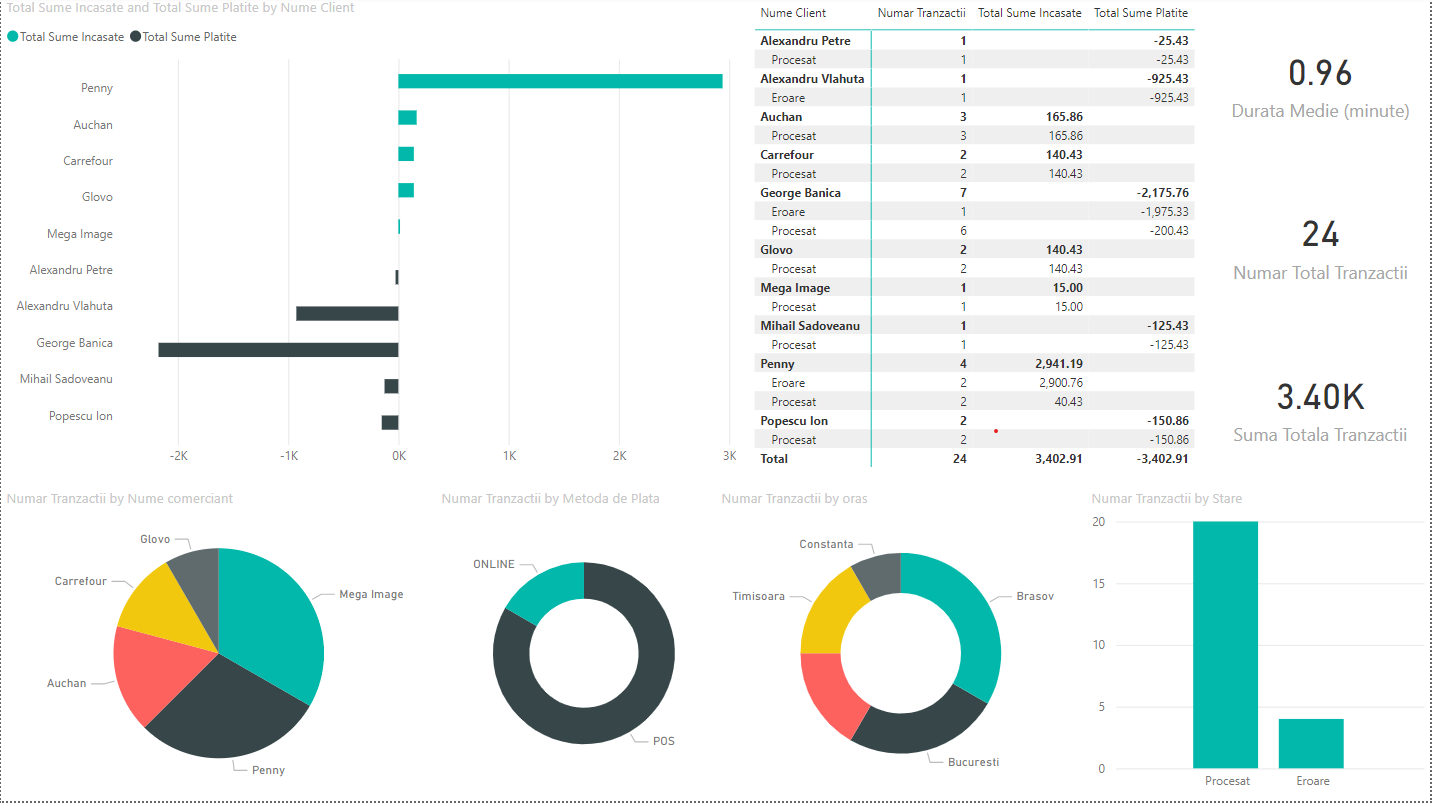 Total Sume Incasate and Total Sume Platite by Nume Client
Total Sume Incasate Total Sume Platite
Penny
Auchan
Carrefour
Glovo
Mega Image
Alexandru Petre
Alexandru Vlahuta
George Banica
Mihail Sadoveanu
Popescu Ion
-2K -1K 0K 1K 2K 3K
Nume Client Numar Tranzactii Total Sume Incasate Total Sume Platite
Alexandru Petre 1 -25.43
Procesat 1 -25.43
Alexandru Vlahuta 1 -925.43
Eroare 1 -925.43
Auchan 3 165.86
Procesat 3 165.86
Carrefour 2 140.43
Procesat 2 140.43
George Banica 7 -2,175.76
Eroare 1 -1,975.33
Procesat 6 -200.43
Glovo 2 140.43
Procesat 2 140.43
Mega Image 1 15.00
Procesat 1 15.00
Mihail Sadoveanu 1 -125.43
Procesat 1 -125.43
Penny 4 2,941.19
Eroare 2 2,900.76
Procesat 2 40.43
Popescu Ion 2 -150.86
Procesat 2 -150.86
Total 24 3,402.91 -3,402.91
0.96
Durata Medie (minute)
24
Numar Total Tranzactii
3.40K
Suma Totala Tranzactii
Numar Tranzactii by Nume comerciant
Glovo
Carrefour
Mega Image
Auchan
Penny
Numar Tranzactii by Metoda de Plata
ONLINE
POS
Numar Tranzactii by oras
Constanta
Timisoara
Brasov
Bucuresti
Numar Tranzactii by Stare
20
15
10
5
0
Procesat Eroare